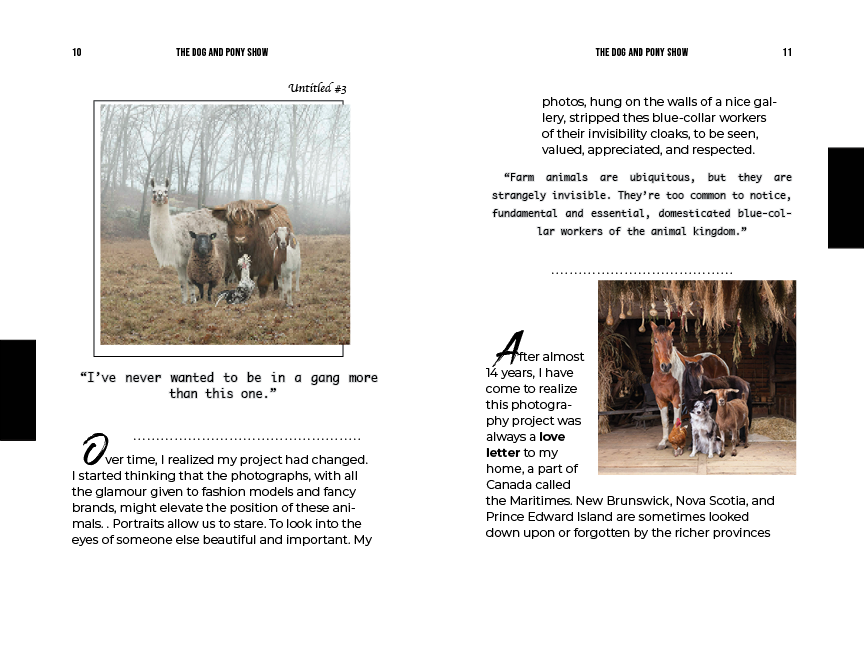 10
THE DOG AND PONY SHOW
Untitled #3
“I’ve never wanted to be in a gang more
than this one.”
Over time, I realized my project had changed.
I started thinking that the photographs, with all
the glamour given to fashion models and fancy
brands, might elevate the position of these ani-
mals. . Portraits allow us to stare. To look into the
eyes of someone else beautiful and important. My
THE DOG AND PONY SHOW
11
photos, hung on the walls of a nice gal-
lery, stripped thes blue-collar workers
of their invisibility cloaks, to be seen,
valued, appreciated, and respected.
“Farm animals are ubiquitous, but they are
strangely invisible. They’re too common to notice,
fundamental and essential, domesticated blue-col-
lar workers of the animal kingdom.”
After almost
14 years, I have
come to realize
this photogra-
phy project was
always a love
letter to my
home, a part of
Canada called
the Maritimes. New Brunswick, Nova Scotia, and
Prince Edward Island are sometimes looked
down upon or forgotten by the richer provinces